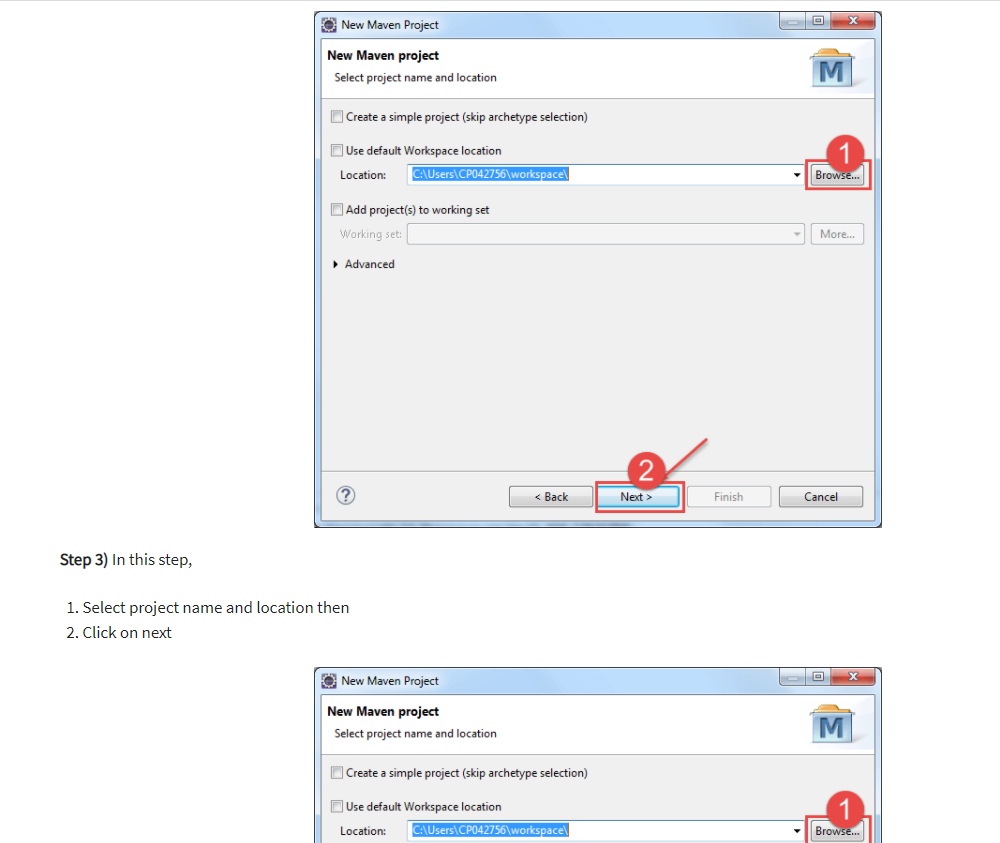 New Maven Project
New Maven project
Select project name and location
Create a simple project (skip archetype selection)
Use default Workspace location
1
Location: C:\Users\CP042756\workspace\ Browse...
Add project(s) to working set
Working set: More...
Advanced
2
? < Back Next > Finish Cancel
Step 3) In this step,
1. Select project name and location then
2. Click on next
New Maven Project
New Maven project
Select project name and location
Create a simple project (skip archetype selection)
Use default Workspace location
1
Location: C:\Users\CP042756\workspace\ Browse...